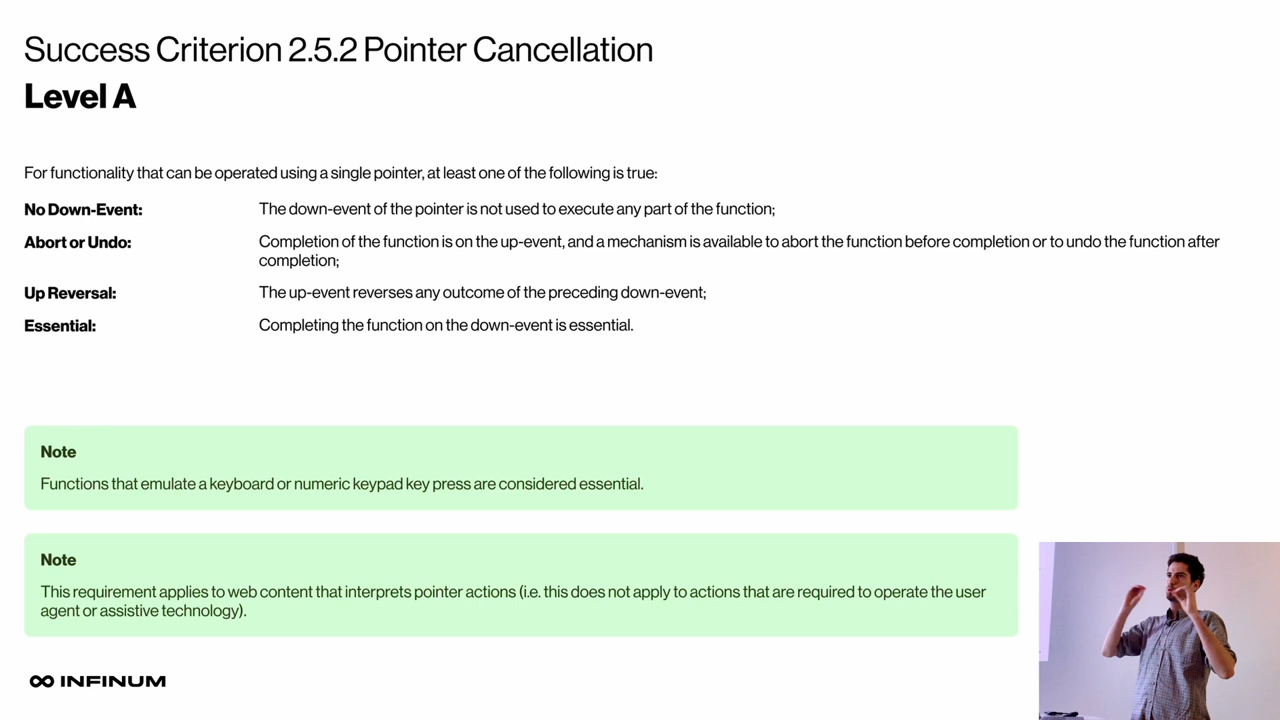 Success Criterion 2.5.2 Pointer Cancellation
Level A
For functionality that can be operated using a single pointer, at least one of the following is true:
No Down-Event: The down-event of the pointer is not used to execute any part of the function;
Abort or Undo: Completion of the function is on the up-event, and a mechanism is available to abort the function before completion or to undo the function after
completion;
Up Reversal: The up-event reverses any outcome of the preceding down-event;
Essential: Completing the function on the down-event is essential.
Note
Functions that emulate a keyboard or numeric keypad key press are considered essential.
Note
This requirement applies to web content that interprets pointer actions (i.e. this does not apply to actions that are required to operate the user
agent or assistive technology).
INFINUM